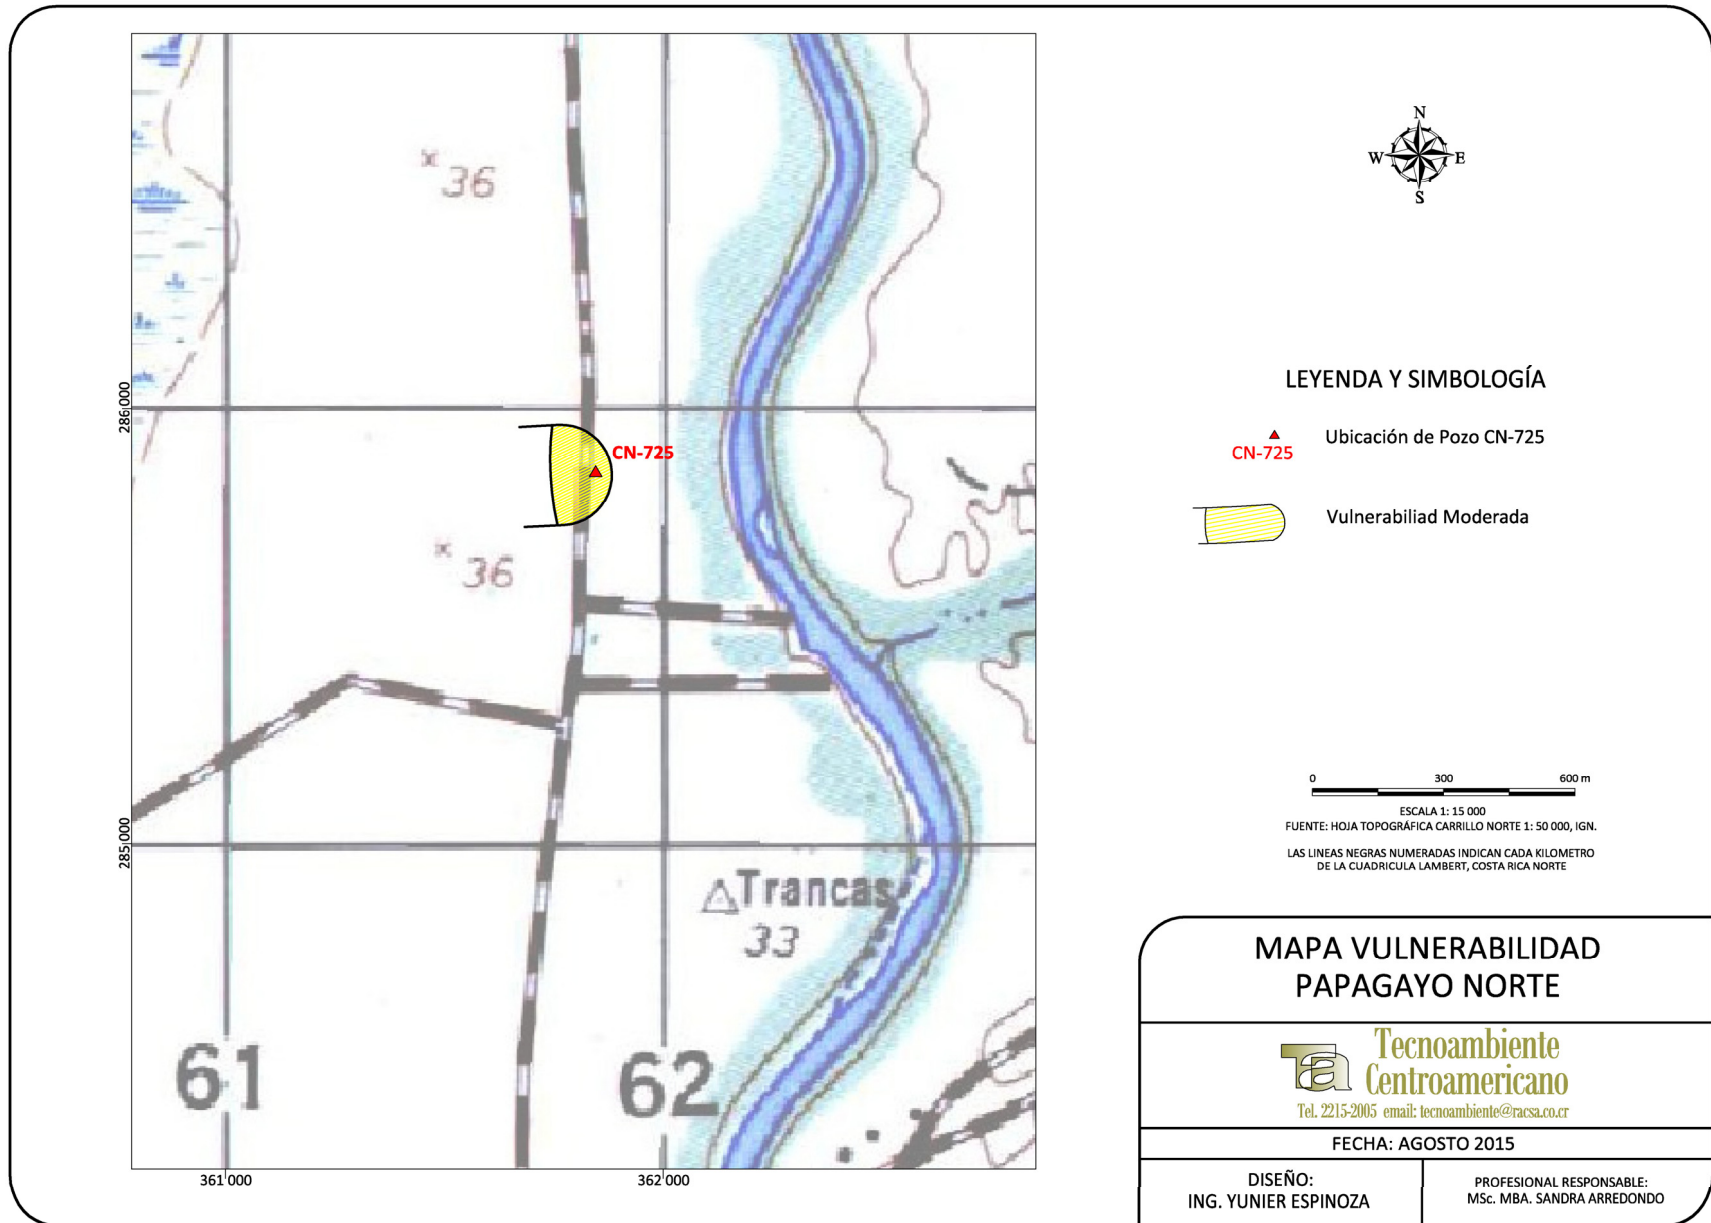 36
36
CN-725
286'000
285'000
Trancas
33
61
62
361'000
362'000
N
W
E
S
LEYENDA Y SIMBOLOGÍA
CN-725
Ubicación de Pozo CN-725
Vulnerabiliad Moderada
0 300 600 m
ESCALA 1: 15 000
FUENTE: HOJA TOPOGRÁFICA CARRILLO NORTE 1: 50 000, IGN.
LAS LINEAS NEGRAS NUMERADAS INDICAN CADA KILOMETRO
DE LA CUADRICULA LAMBERT, COSTA RICA NORTE
MAPA VULNERABILIDAD
PAPAGAYO NORTE
Ta
Tecnoambiente
Centroamericano
Tel. 2215-2005 email: tecnoambiente@racsa.co.cr
FECHA: AGOSTO 2015
DISEÑO:
ING. YUNIER ESPINOZA
PROFESIONAL RESPONSABLE:
MSc. MBA. SANDRA ARREDONDO